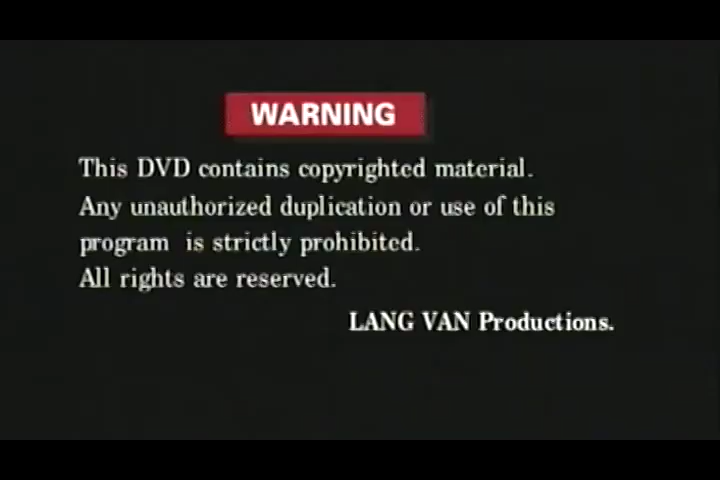 WARNING
This DVD contains copyrighted material.
Any unauthorized duplication or use of this
program is strictly prohibited.
All rights are reserved.
LANG VAN Productions.